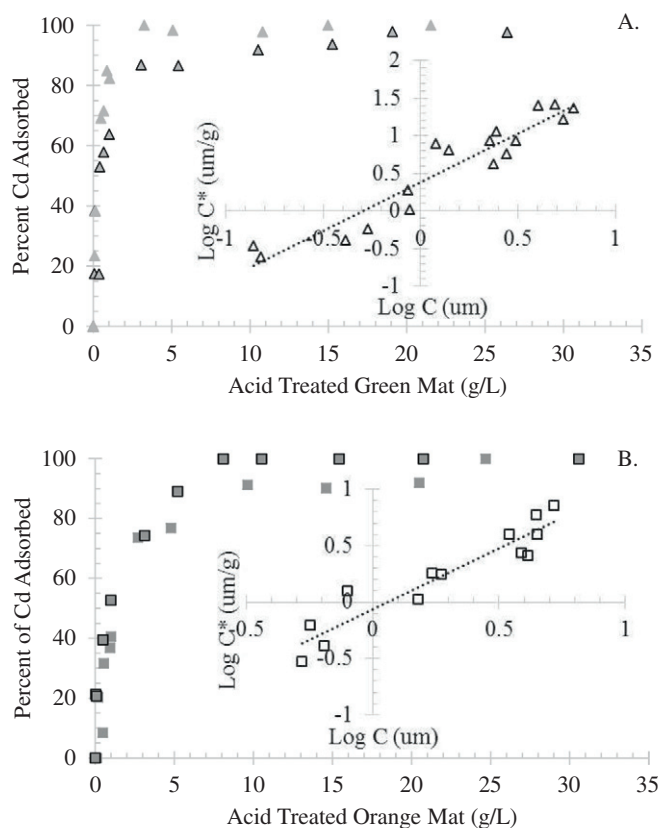 A.
100
80
60
40
20
0
Percent Cd Adsorbed
0 5 10 15 20 25 30 35
Acid Treated Green Mat (g/L)
2
1.5
1
0.5
0
-0.5
-1
Log C* (um/g)
-1 -0.5 0 0.5 1
Log C (um)
B.
100
80
60
40
20
0
Percent of Cd Adsorbed
0 5 10 15 20 25 30 35
Acid Treated Orange Mat (g/L)
1
0.5
0
-0.5
-1
Log C* (um/g)
-0.5 0 0.5 1
Log C (um)